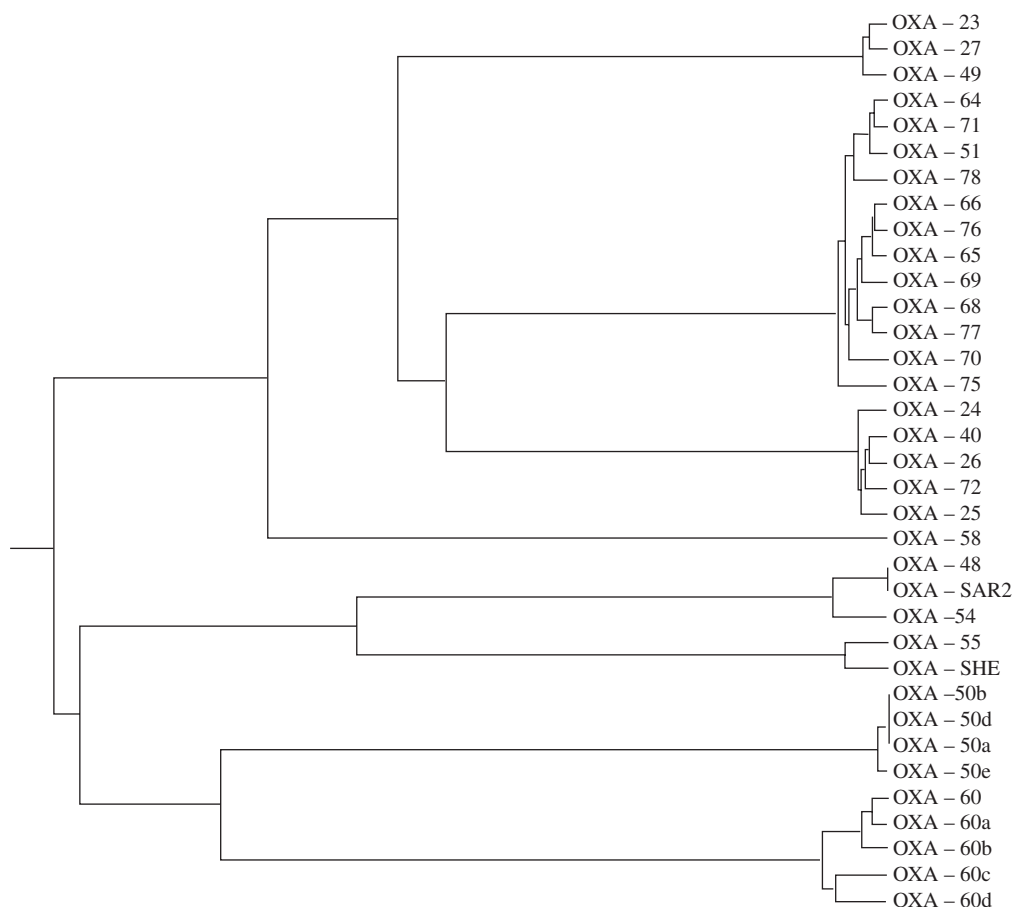 OXA – 23
OXA – 27
OXA – 49
OXA – 64
OXA – 71
OXA – 51
OXA – 78
OXA – 66
OXA – 76
OXA – 65
OXA – 69
OXA – 68
OXA – 77
OXA – 70
OXA – 75
OXA – 24
OXA – 40
OXA – 26
OXA – 72
OXA – 25
OXA – 58
OXA – 48
OXA – SAR2
OXA –54
OXA – 55
OXA – SHE
OXA –50b
OXA – 50d
OXA – 50a
OXA – 50e
OXA – 60
OXA – 60a
OXA – 60b
OXA – 60c
OXA – 60d